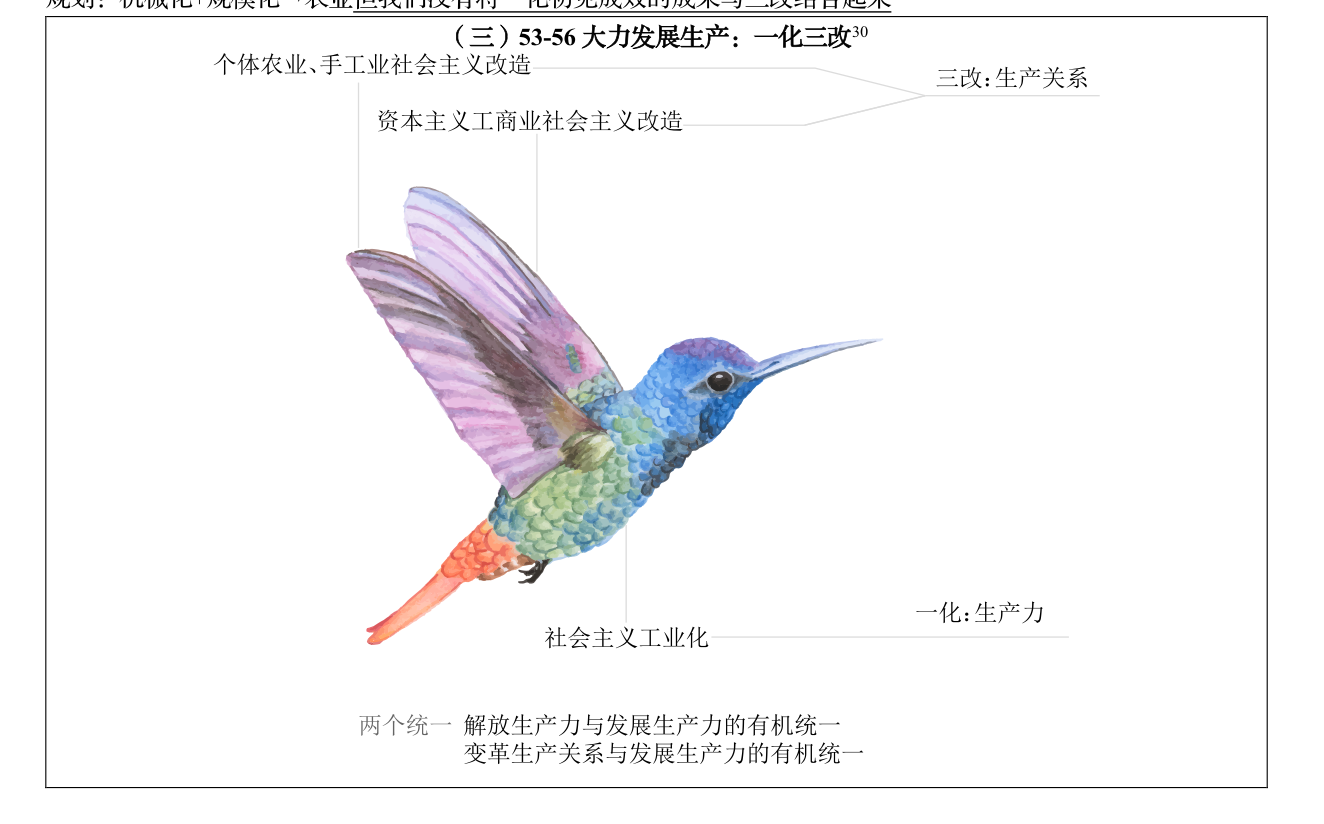 （三）53-56 大力发展生产：一化三改30
个体农业、手工业社会主义改造
三改：生产关系
资本主义工商业社会主义改造
一化：生产力
社会主义工业化
两个统一 解放生产力与发展生产力的有机统一
变革生产关系与发展生产力的有机统一